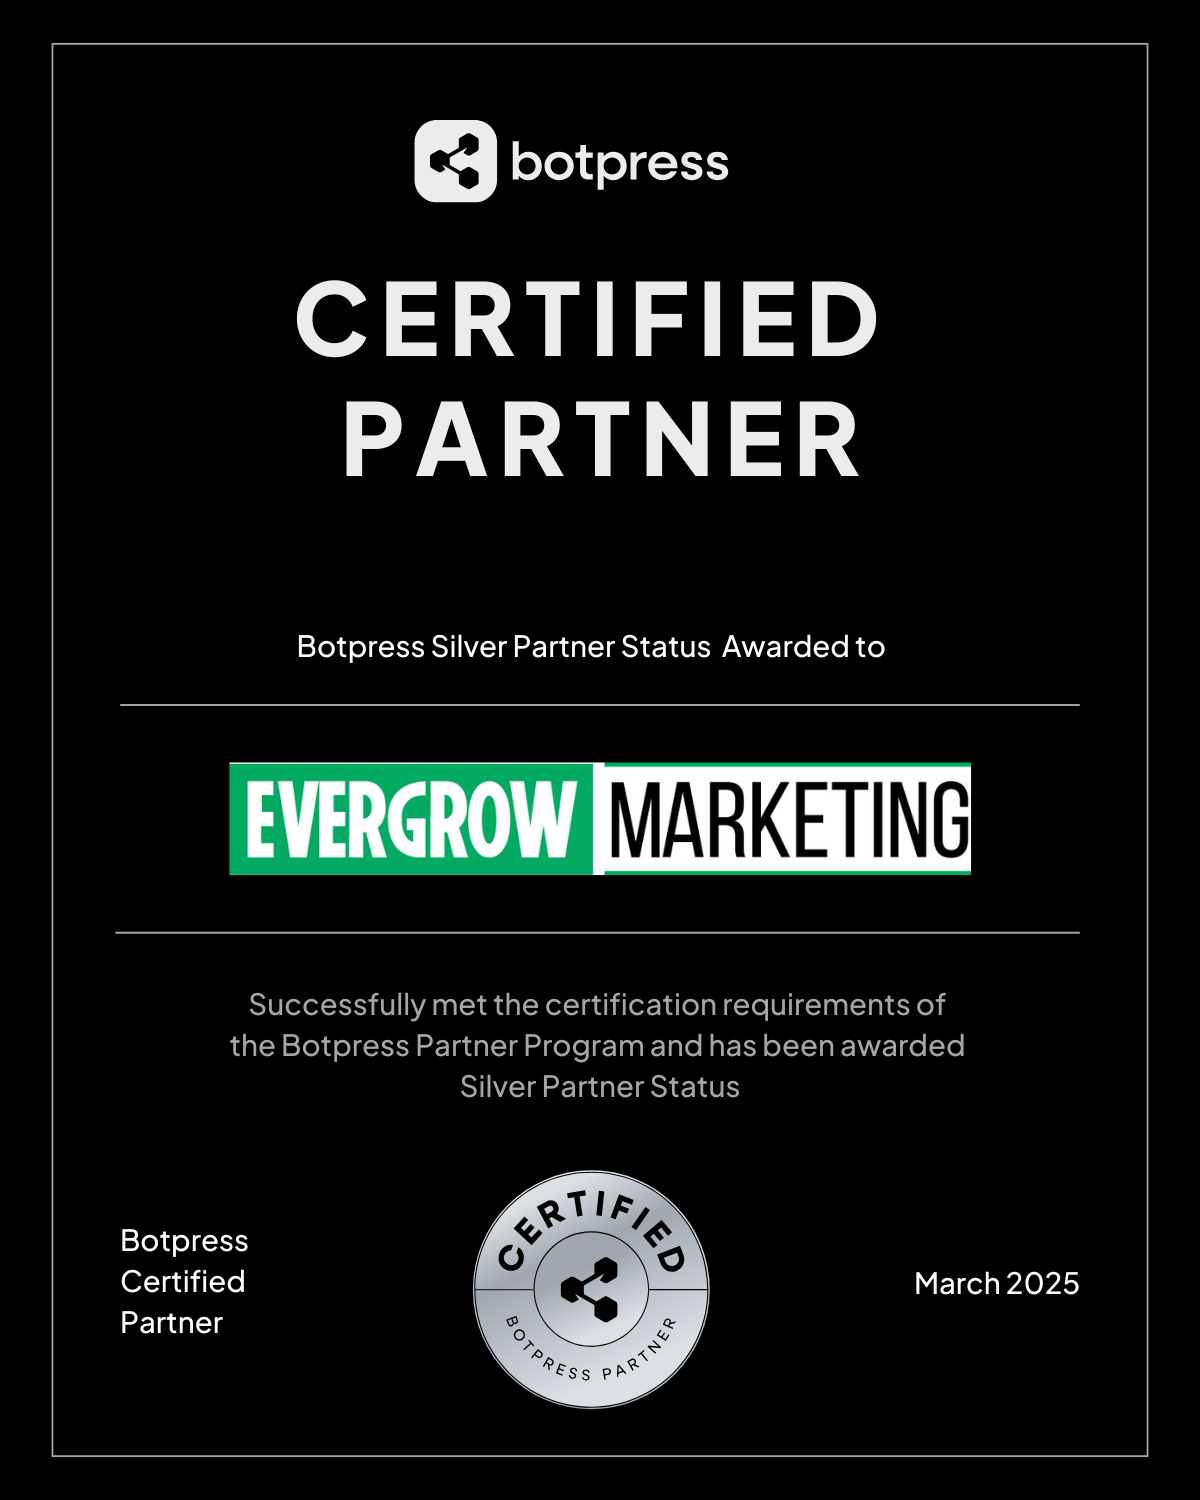 botpress
CERTIFIED
PARTNER
Botpress Silver Partner Status Awarded to
EVERGROW MARKETING
Successfully met the certification requirements of
the Botpress Partner Program and has been awarded
Silver Partner Status
Botpress
Certified
Partner
CERTIFIED
BOTPRESS PARTNER
March 2025